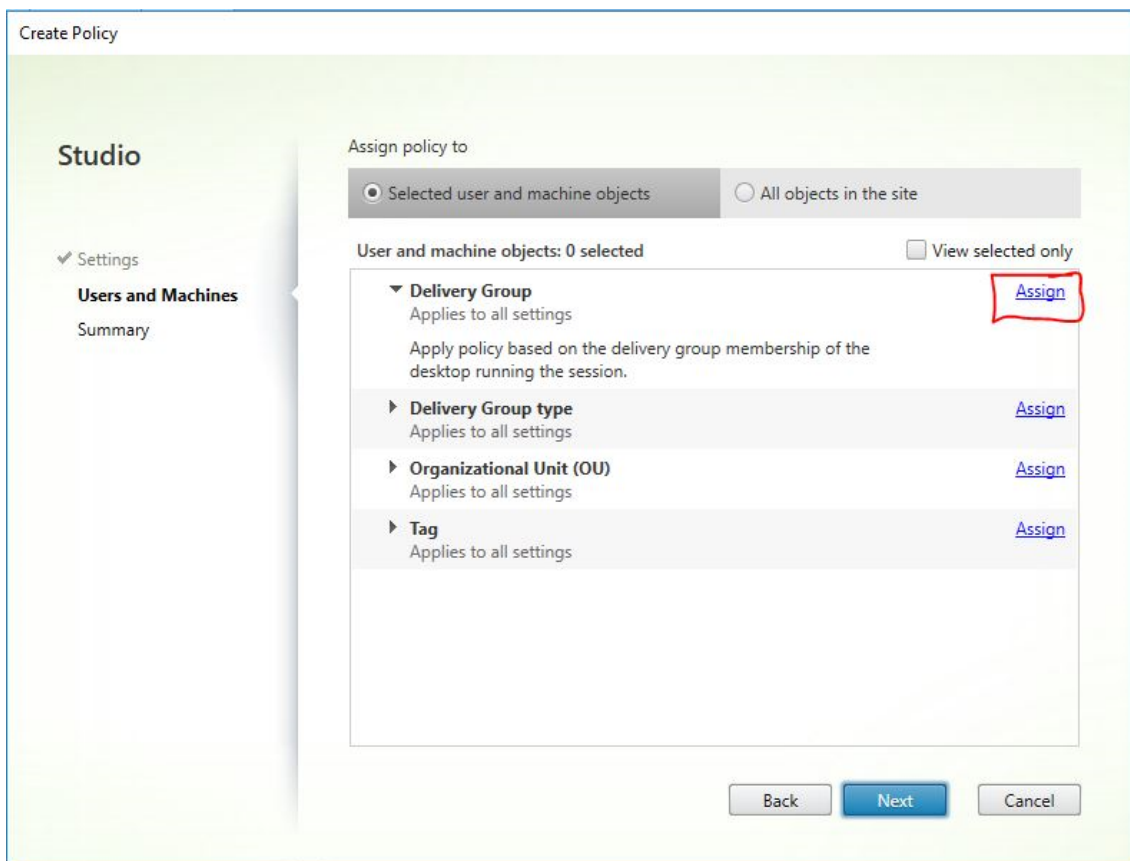 Create Policy
Studio
Settings
Users and Machines
Summary
Assign policy to
Selected user and machine objects
All objects in the site
User and machine objects: 0 selected
View selected only
Delivery Group
Assign
Applies to all settings
Apply policy based on the delivery group membership of the
desktop running the session.
Delivery Group type
Assign
Applies to all settings
Organizational Unit (OU)
Assign
Applies to all settings
Tag
Assign
Applies to all settings
Back
Next
Cancel